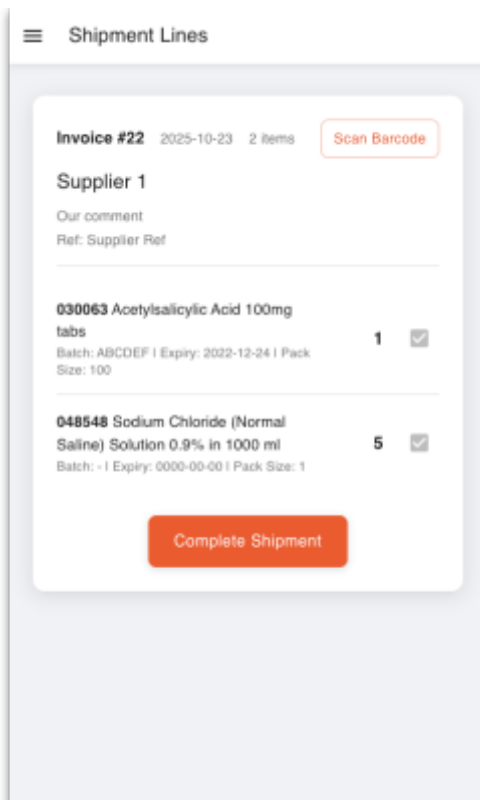 Shipment Lines
Invoice #22 2025-10-23 2 items Scan Barcode
Supplier 1
Our comment
Ref: Supplier Ref
030063 Acetylsalicylic Acid 100mg
tabs
1
Batch: ABCDEF | Expiry: 2022-12-24 | Pack
Size: 100
048548 Sodium Chloride (Normal
Saline) Solution 0.9% in 1000 ml
5
Batch: - | Expiry: 0000-00-00 | Pack Size: 1
Complete Shipment